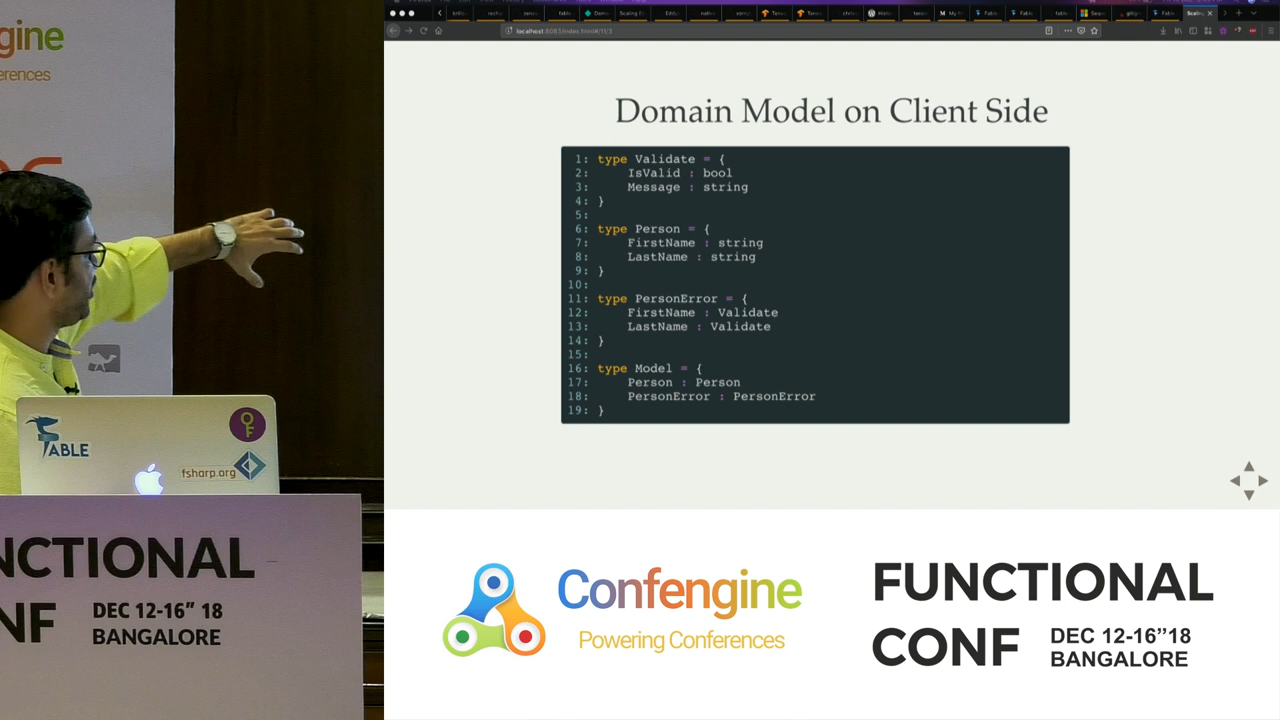 gine
erences
ABLE
fsharp.org
NCTIONAL
NF
DEC 12-16" 18
BANGALORE
localhost:8083/index.html#/11/3
Domain Model on Client Side
1: type Validate = {
2: IsValid : bool
3: Message : string
4: }
5:
6: type Person = {
7: FirstName : string
8: LastName : string
9: }
10:
11: type PersonError = {
12: FirstName : Validate
13: LastName : Validate
14: }
15:
16: type Model = {
17: Person : Person
18: PersonError : PersonError
19: }
Confengine
Powering Conferences
FUNCTIONAL
CONF
DEC 12-16"18
BANGALORE